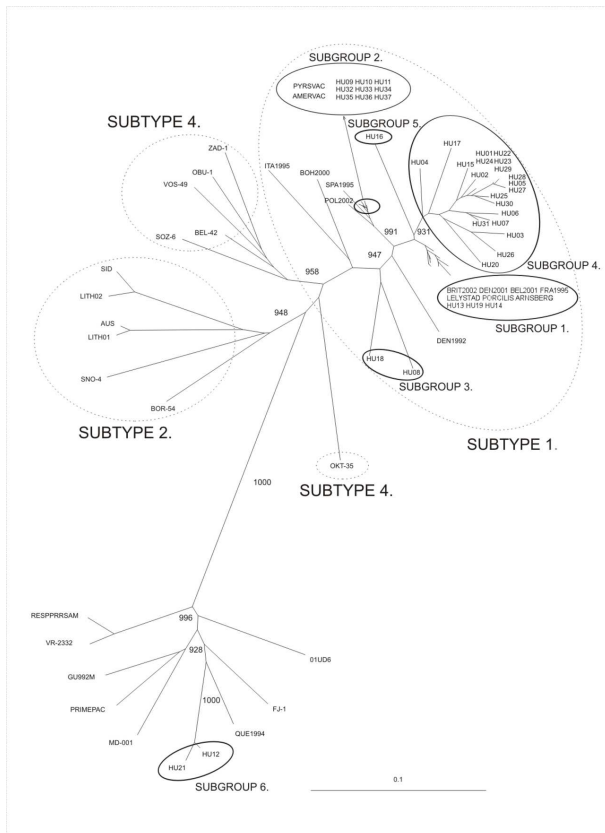 SUBGROUP 2.
PYRSVAC HU09 HU10 HU11
HU32 HU33 HU34
AMERVAC HU35 HU36 HU37
SUBGROUP 5.
HU16
SUBTYPE 4.
ZAD-1
OBU-1
VOS-49
SOZ-6
BEL-42
ITA1995
BOH2000
SPA1995
POL2002
HU04
HU17
HU01 HU22
HU24 HU23
HU29
HU15
HU02
HU28
HU05
HU27
HU25
HU30
HU06
HU31 HU07
HU03
HU26
HU20
SUBGROUP 4.
991
931
947
958
948
BRIT2002 DEN2001 BEL2001 FRA1995
LELYSTAD PORCILIS ARNSBERG
HU13 HU19 HU14
SUBGROUP 1.
SID
LITH02
AUS
LITH01
SNO-4
BOR-54
SUBTYPE 2.
DEN1992
HU18
HU08
SUBGROUP 3.
SUBTYPE 1.
OKT-35
SUBTYPE 4.
1000
RESPPRRSAM
996
VR-2332
928
01UD6
GU992M
1000
PRIMEPAC
FJ-1
QUE1994
MD-001
HU12
HU21
SUBGROUP 6.
0.1